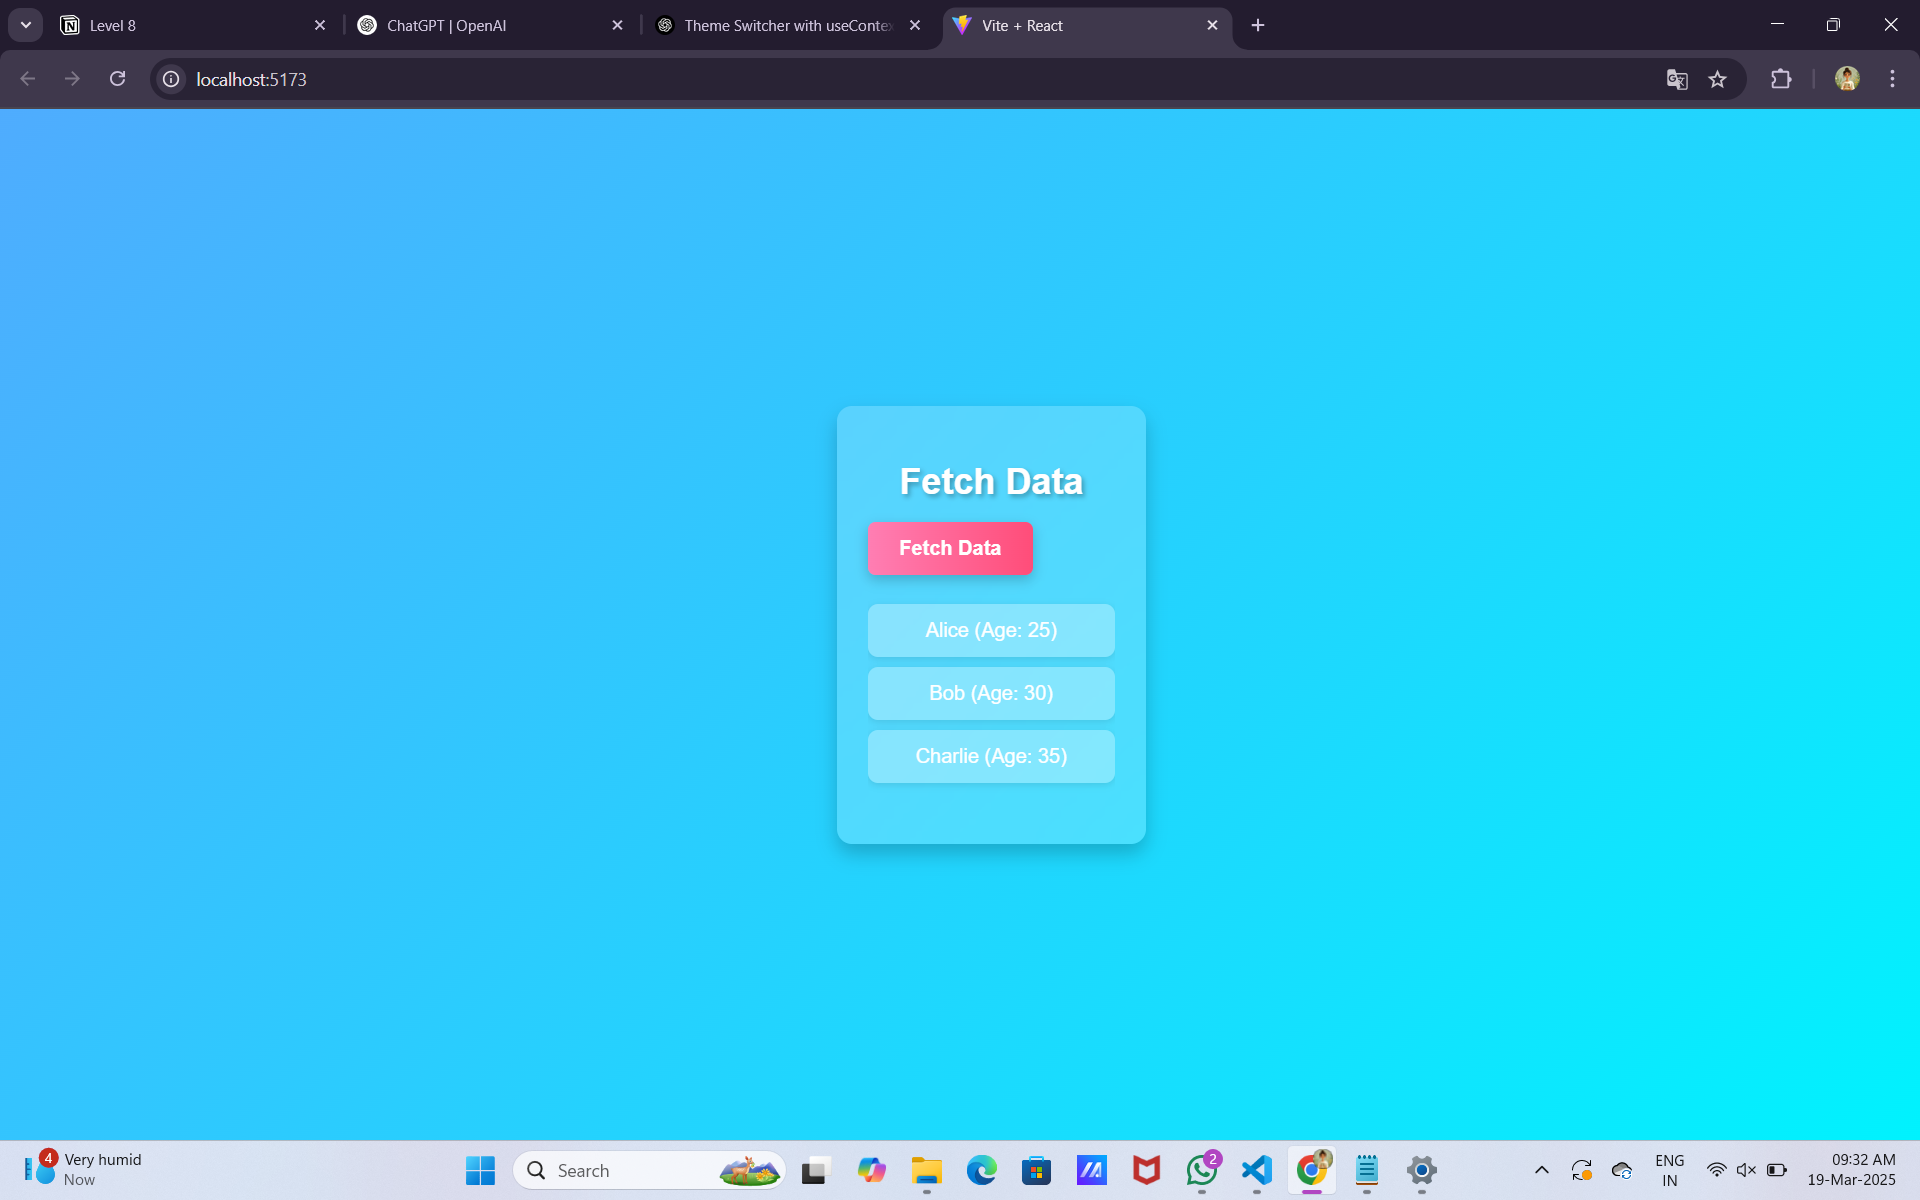 Level 8
ChatGPT | OpenAI
Theme Switcher with useConte
Vite + React
localhost:5173
Fetch Data
Fetch Data
Alice (Age: 25)
Bob (Age: 30)
Charlie (Age: 35)
4
Very humid
Now
Search
2
ENG
IN
09:32 AM
19-Mar-2025